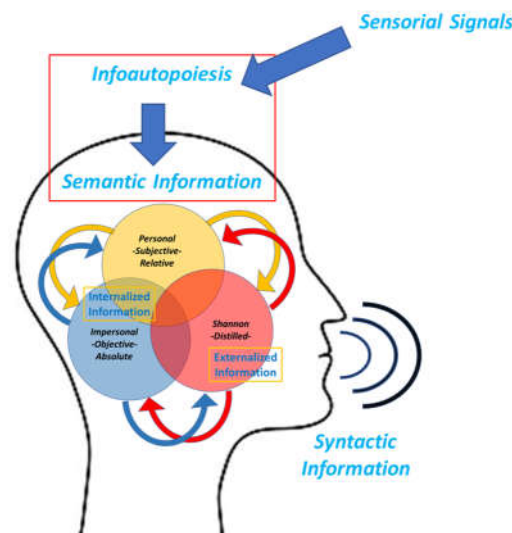 Sensorial Signals
Infoautopoiesis
Semantic Information
Personal
-Subjective-
Relative
Internalized
Information
Impersonal
-Objective-
Absolute
Shannon
-Distilled-
Externalized
Information
Syntactic
Information